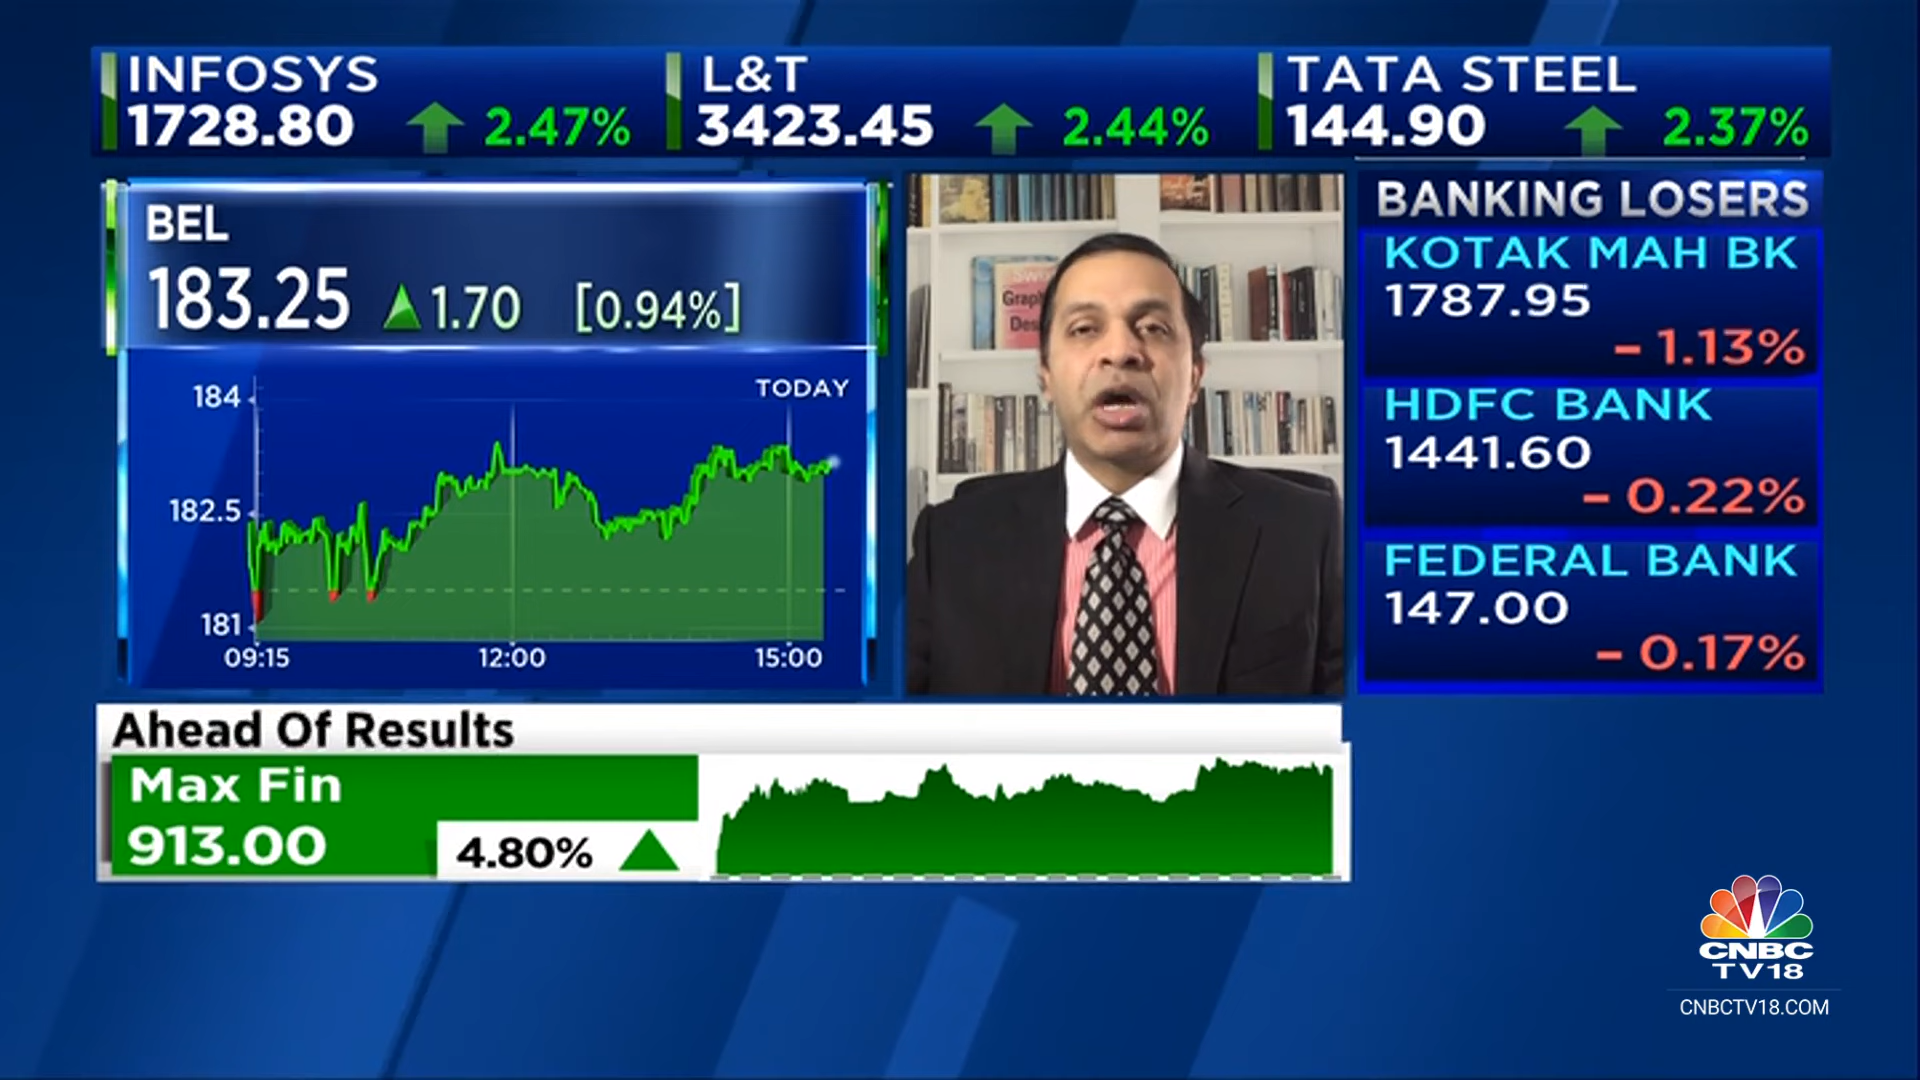 INFOSYS
1728.80 2.47%
L&T
3423.45 2.44%
TATA STEEL
144.90 2.37%
BEL
183.25 ▲1.70 [0.94%]
TODAY
184
182.5
181
09:15 12:00 15:00
Swiss
Graph
Des
BANKING LOSERS
KOTAK MAH BK
1787.95
- 1.13%
HDFC BANK
1441.60
- 0.22%
FEDERAL BANK
147.00
- 0.17%
Ahead Of Results
Max Fin
913.00 4.80% ▲
CNBC
TV18
CNBCTV18.COM